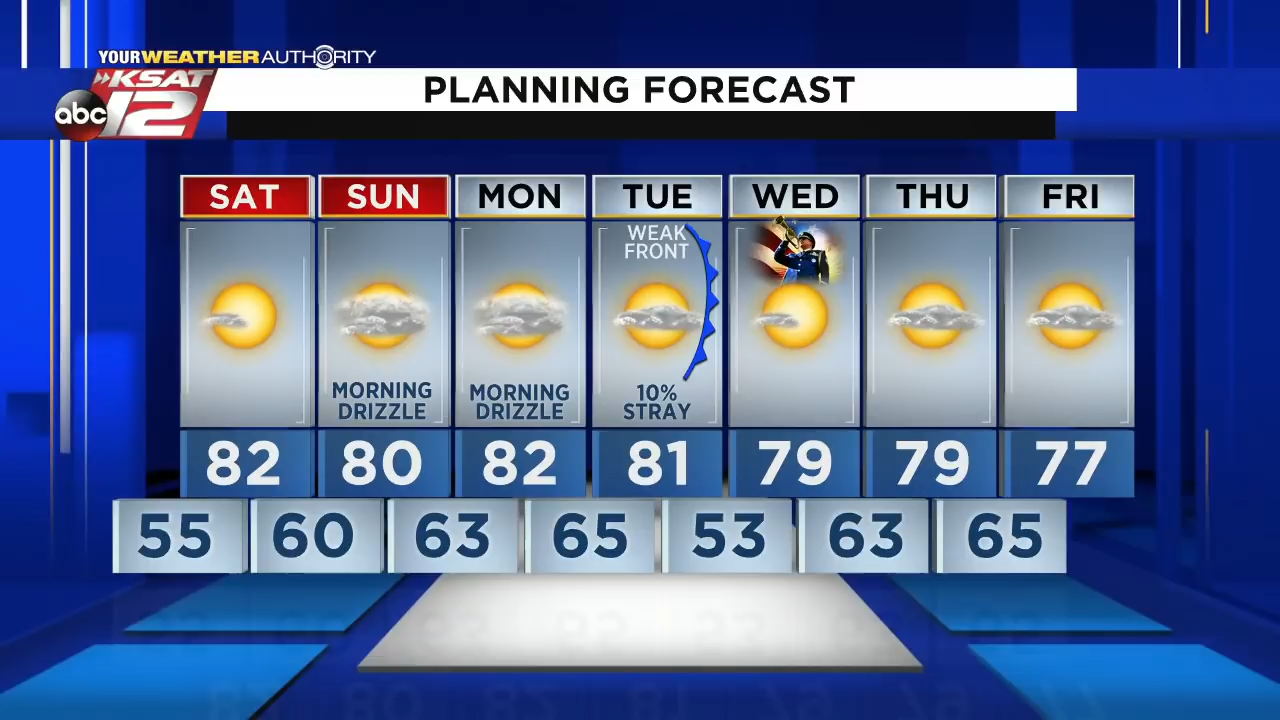 YOURWEATHERAUTHORITY
KSAT
abc 12
PLANNING FORECAST
SAT SUN MON TUE WED THU FRI
WEAK
FRONT
MORNING MORNING 10%
DRIZZLE DRIZZLE STRAY
82 80 82 81 79 79 77
55 60 63 65 53 63 65